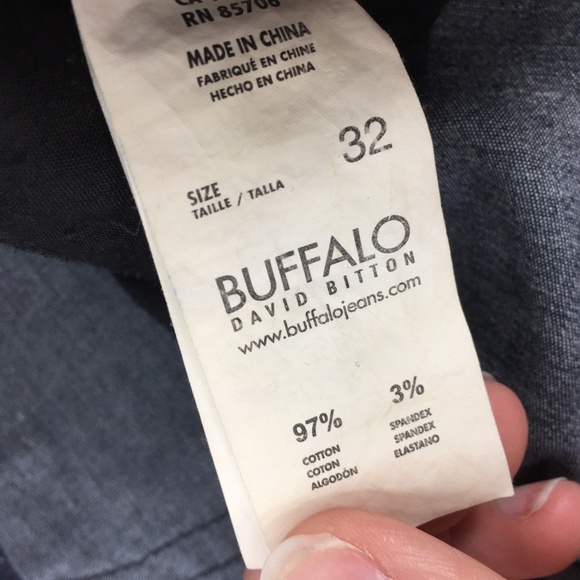 CA
RN 85706
MADE IN CHINA
FABRIQUÉ EN CHINE
HECHO EN CHINA
32
SIZE
TAILLE / TALLA
BUFFALO
DAVID BITTON
www.buffalojeans.com
97%
COTTON
COTON
ALGODÓN
3%
SPANDEX
SPANDEX
ELASTANO